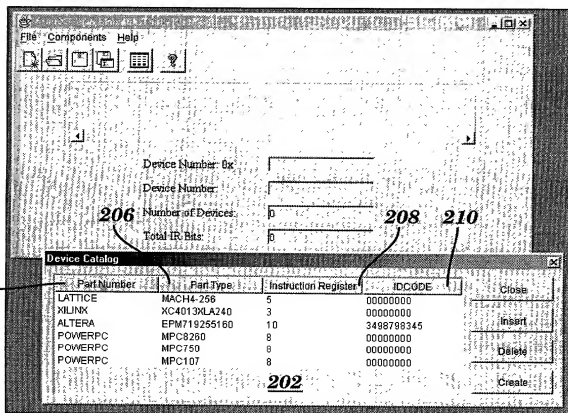 File Components Help
Device Number: 0x
Device Number:
Number of Devices: 0
206 208 210
Total IR Bits: 0
Device Catalog
Part Number Part Type Instruction Register IDCODE Close
LATTICE MACH4-256 5 00000000
XILINX XC4013XLA240 3 00000000 Insert
ALTERA EPM719255160 10 3498798345
POWERPC MPC8260 8 00000000
POWERPC MPC750 8 00000000 Delete
POWERPC MPC107 8 00000000
202 Create